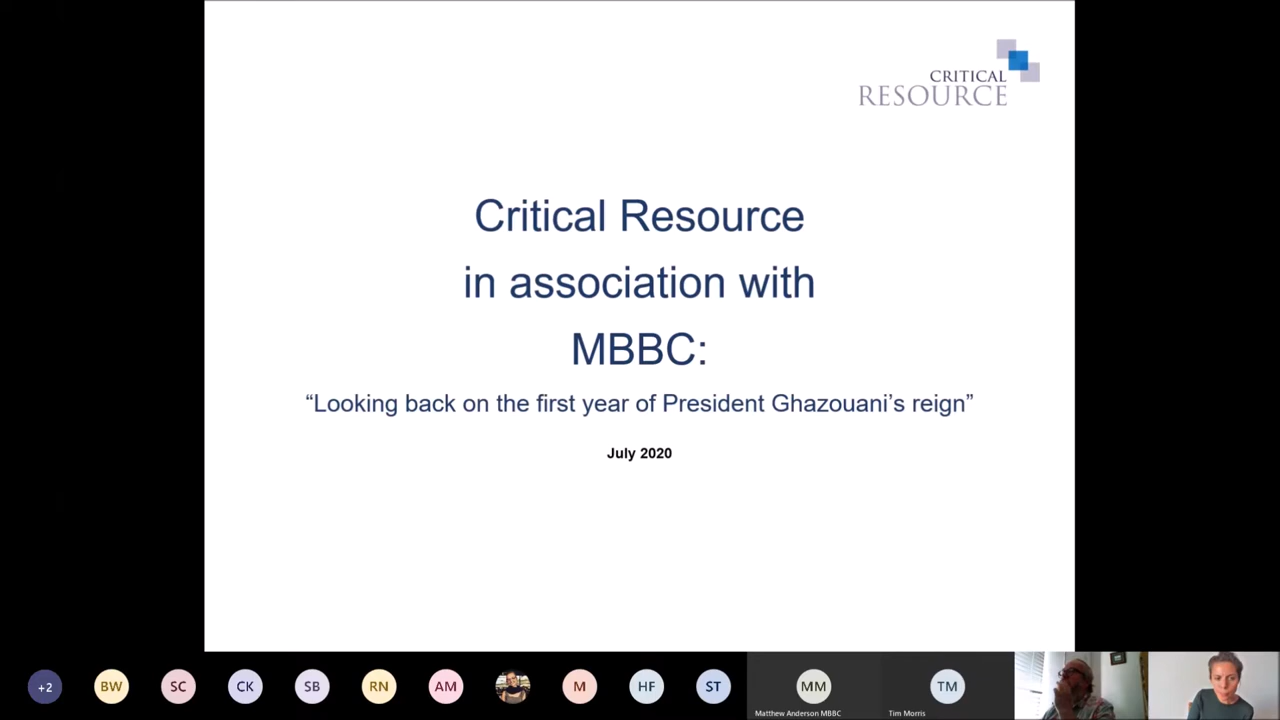 CRITICAL
RESOURCE
Critical Resource
in association with
MBBC:
“Looking back on the first year of President Ghazouani’s reign”
July 2020
+2
BW
SC
CK
SB
RN
AM
M
HF
ST
MM
TM
Matthew Anderson MBBC
Tim Morris